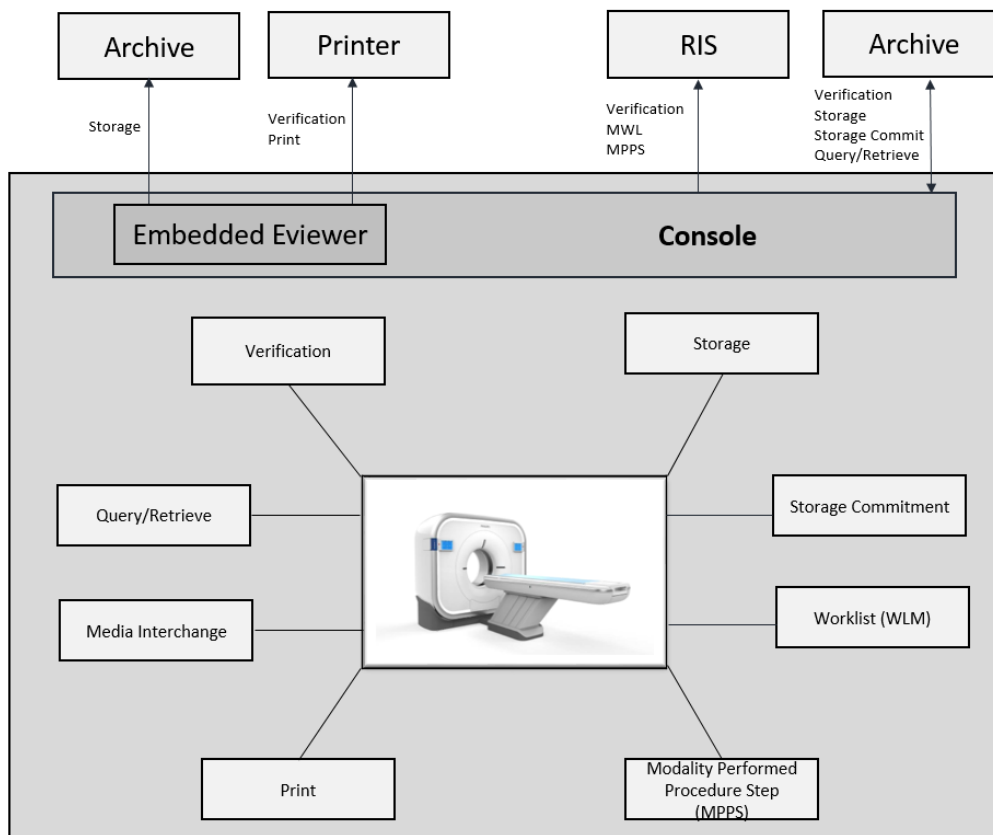 Archive
Printer
RIS
Archive
Storage
Verification
Print
Verification
MWL
MPPS
Verification
Storage
Storage Commit
Query/Retrieve
Embedded Eviewer
Console
Verification
Storage
Query/Retrieve
Storage Commitment
Media Interchange
Worklist (WLM)
Print
Modality Performed
Procedure Step
(MPPS)